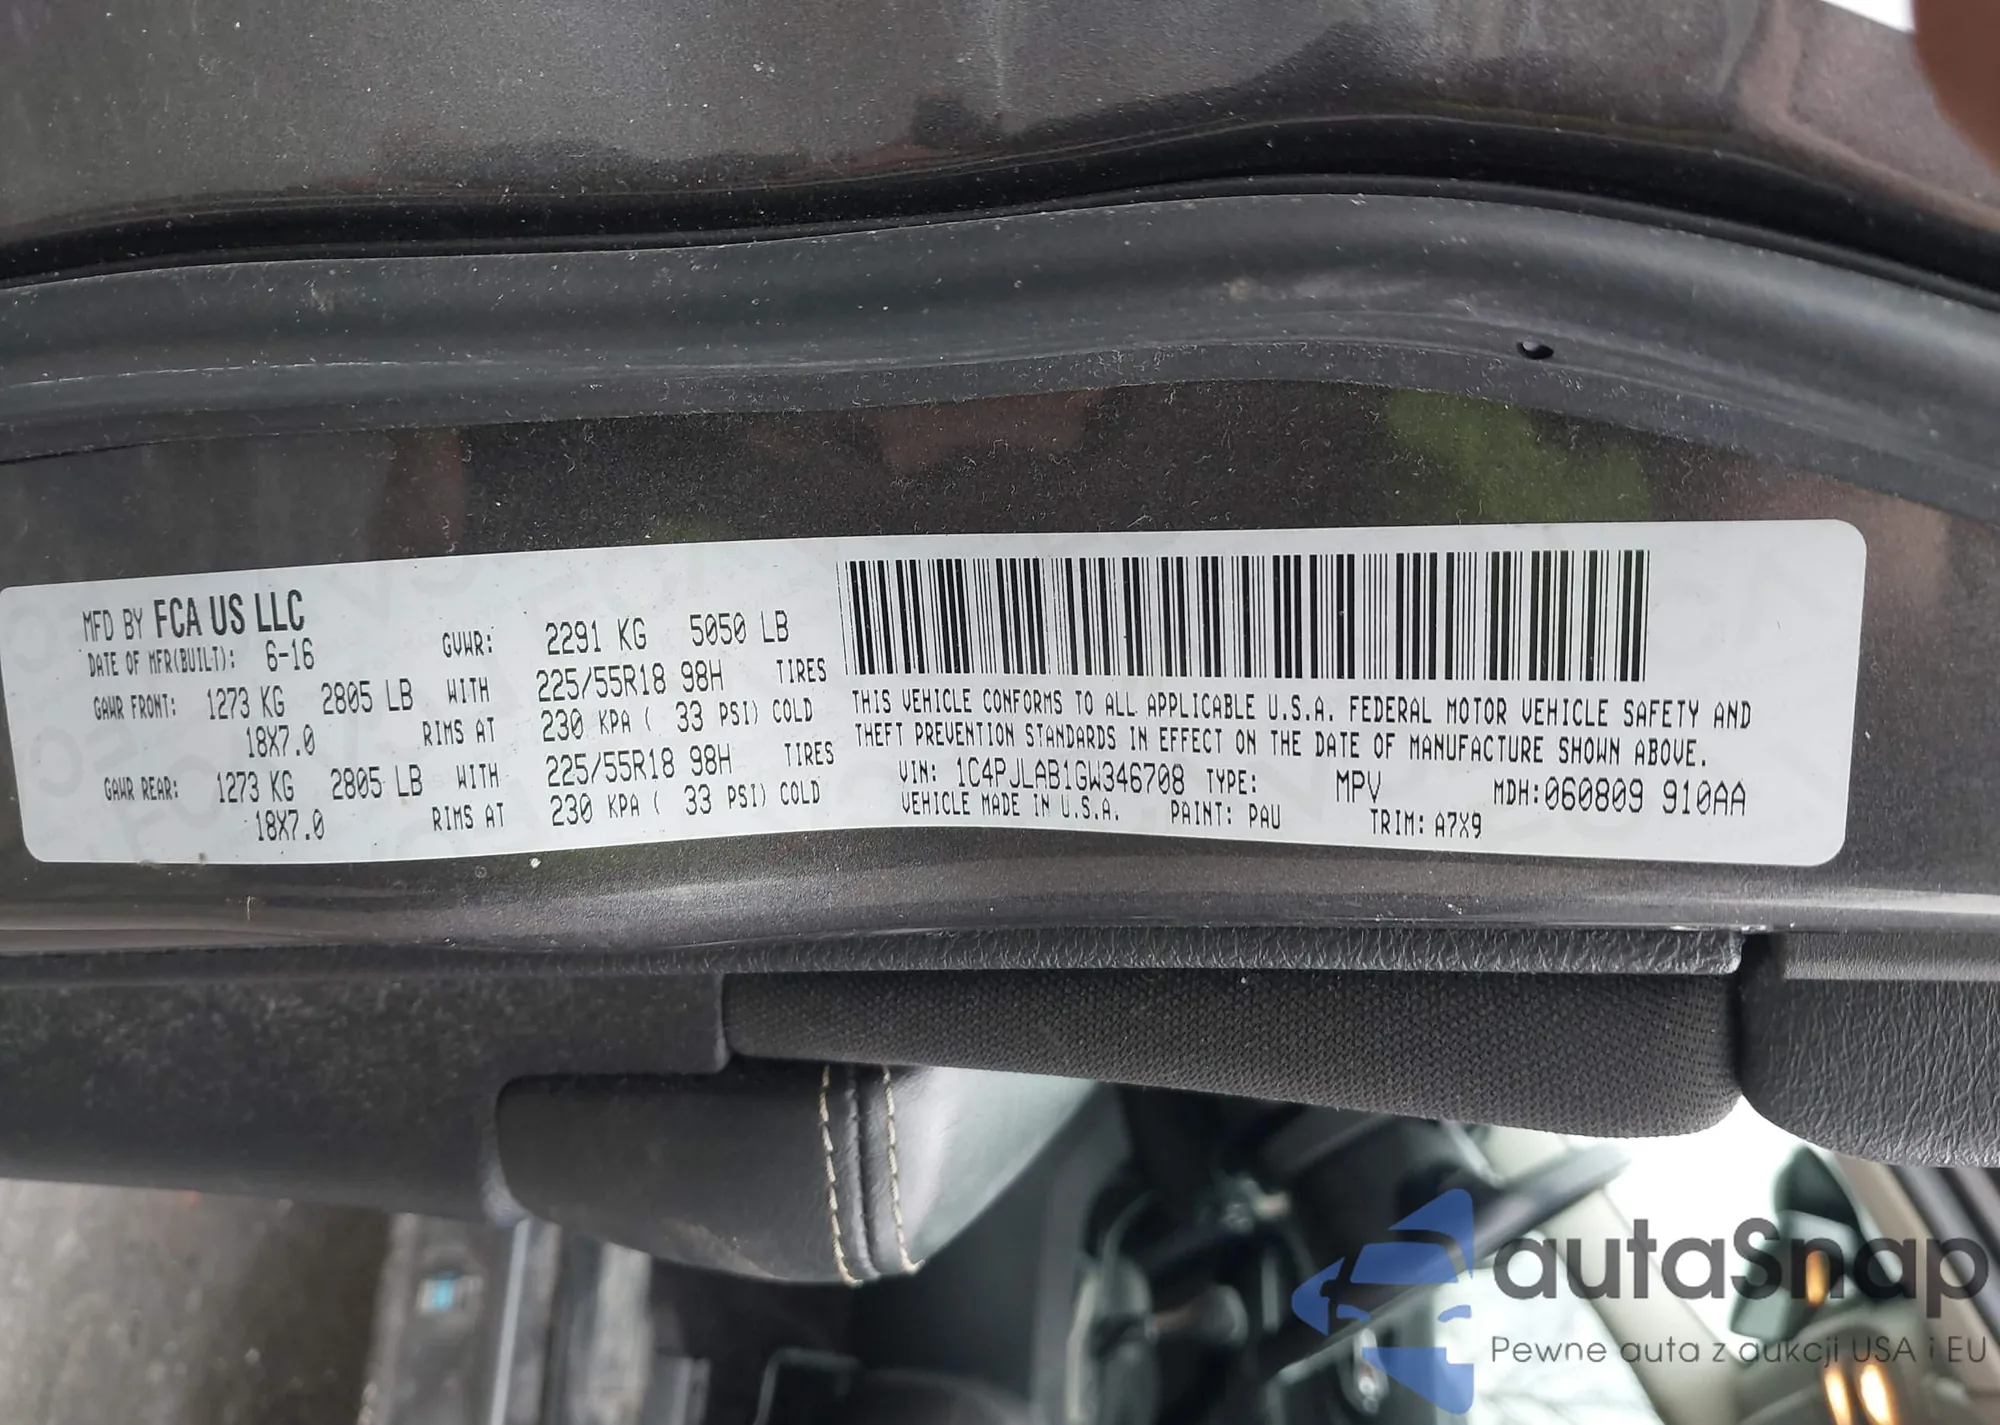 MFD BY FCA US LLC
DATE OF MFR(BUILT): 6-16 GVWR: 2291 KG 5050 LB
GAWR FRONT: 1273 KG 2805 LB WITH 225/55R18 98H TIRES
18X7.0 RIMS AT 230 KPA ( 33 PSI) COLD
GAWR REAR: 1273 KG 2805 LB WITH 225/55R18 98H TIRES
18X7.0 RIMS AT 230 KPA ( 33 PSI) COLD
THIS VEHICLE CONFORMS TO ALL APPLICABLE U.S.A. FEDERAL MOTOR VEHICLE SAFETY AND
THEFT PREVENTION STANDARDS IN EFFECT ON THE DATE OF MANUFACTURE SHOWN ABOVE.
VIN: 1C4PJLAB1GW346708 TYPE: MPV MDH:060809 910AA
VEHICLE MADE IN U.S.A. PAINT: PAU TRIM: A7X9
autaSnap
Pewne auta z aukcji USA i EU